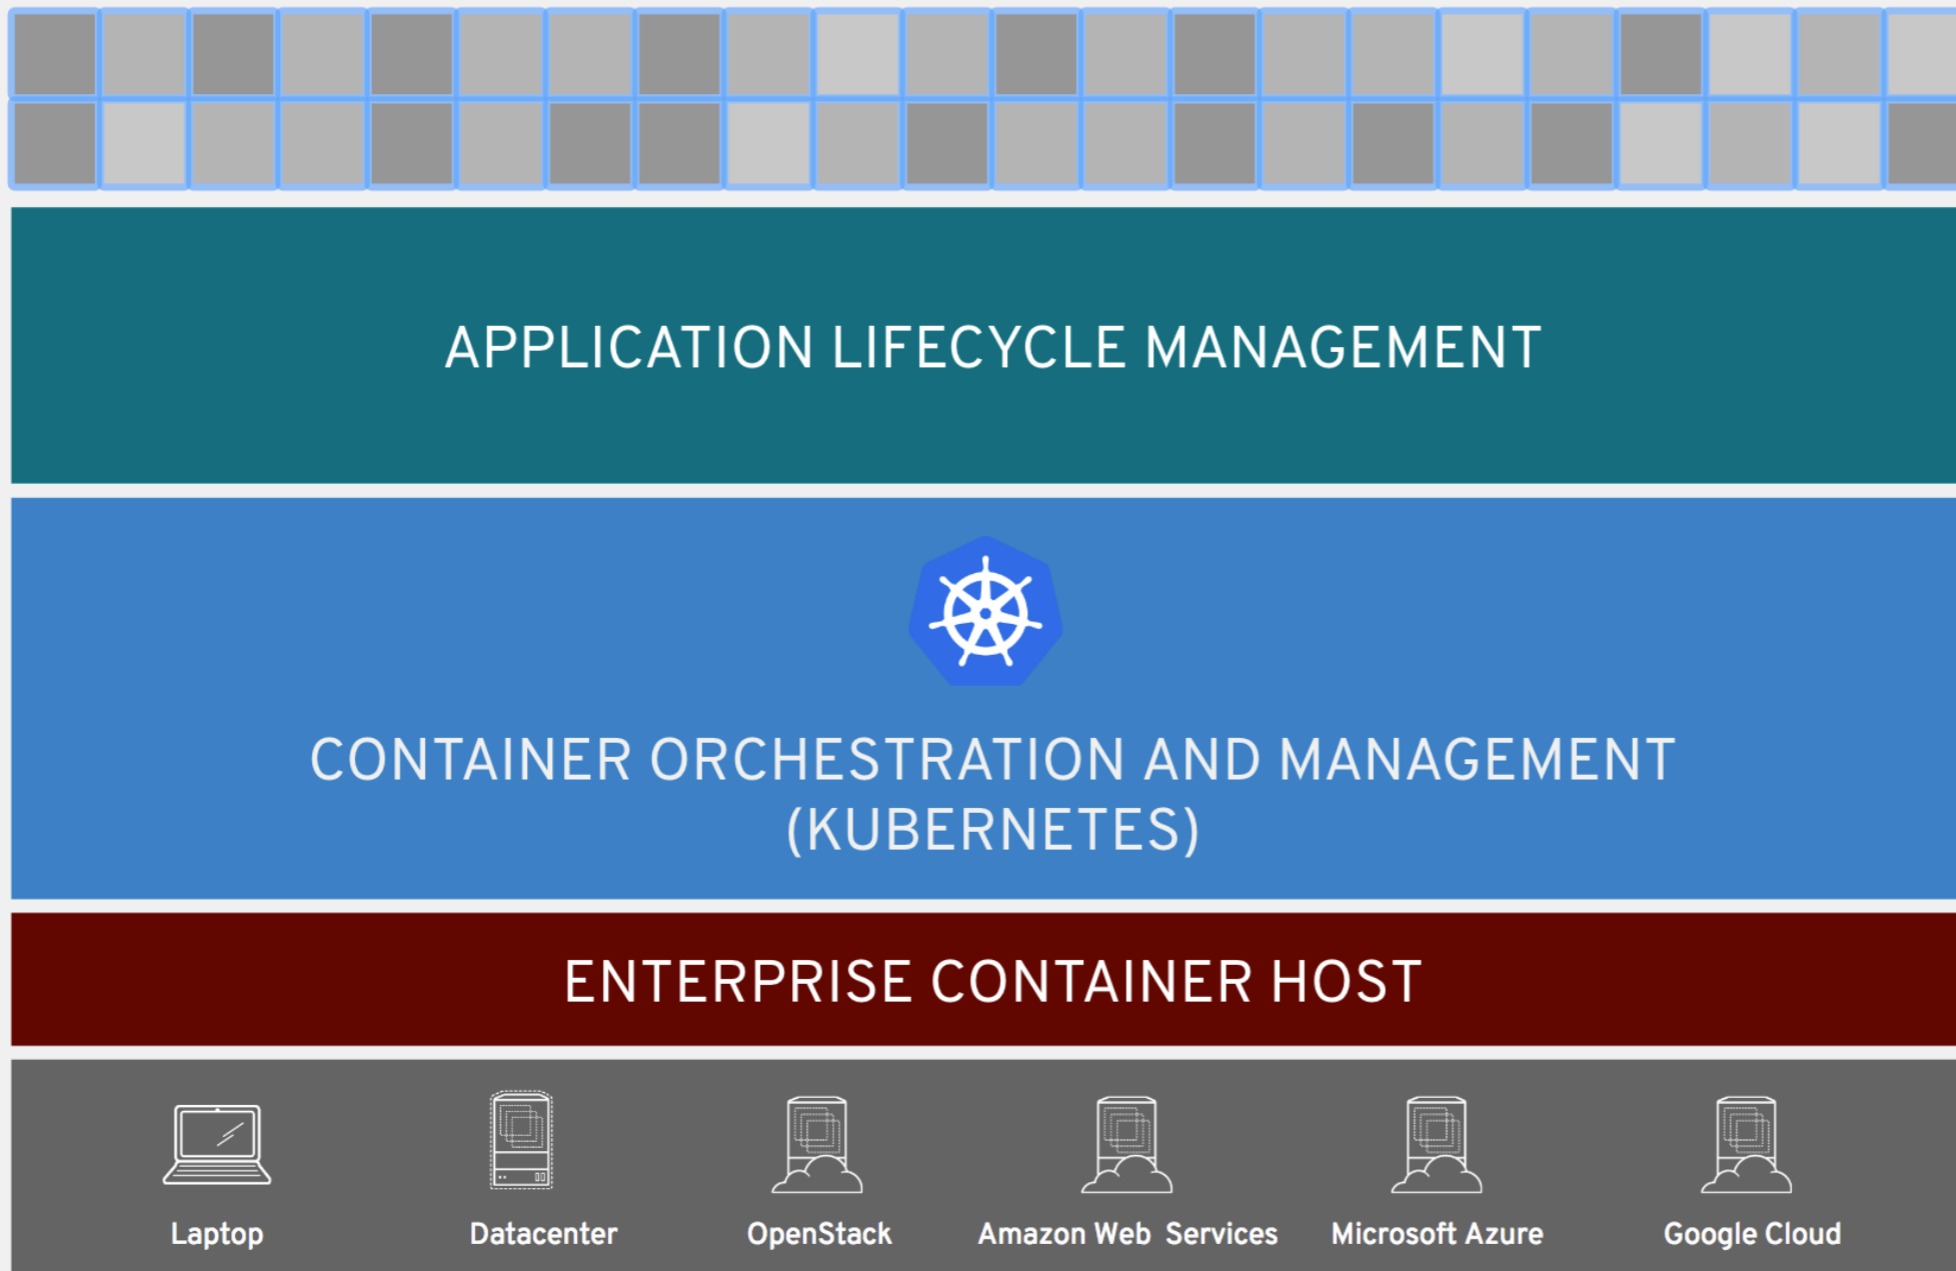 APPLICATION LIFECYCLE MANAGEMENT
CONTAINER ORCHESTRATION AND MANAGEMENT
(KUBERNETES)
ENTERPRISE CONTAINER HOST
Laptop
Datacenter
OpenStack
Amazon Web Services
Microsoft Azure
Google Cloud